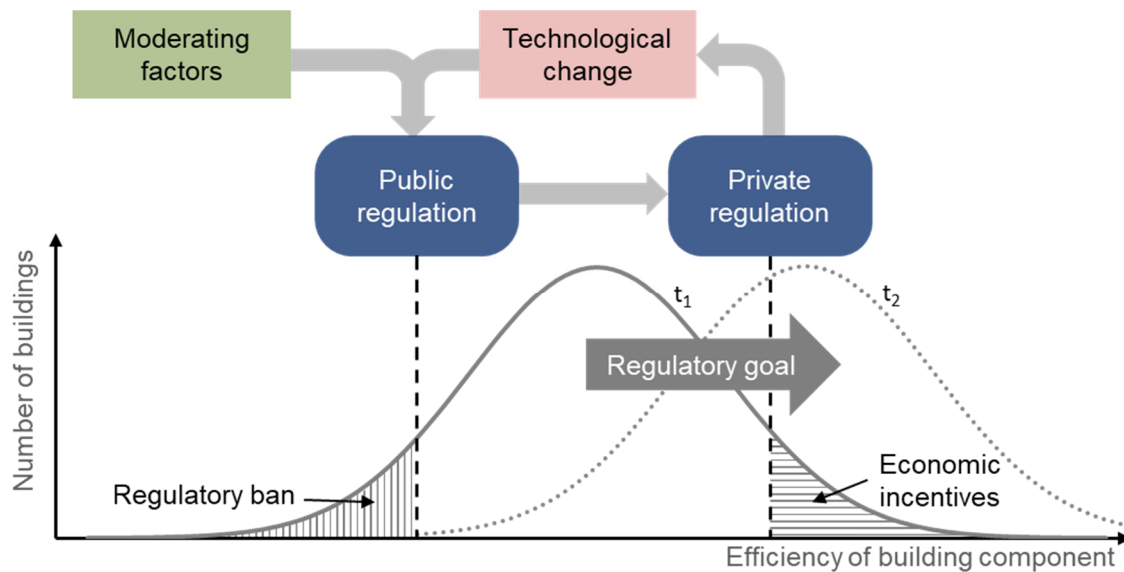 Moderating
factors
Technological
change
Public
regulation
Private
regulation
Number of buildings
t₁
t₂
Regulatory goal
Regulatory ban
Economic
incentives
Efficiency of building component